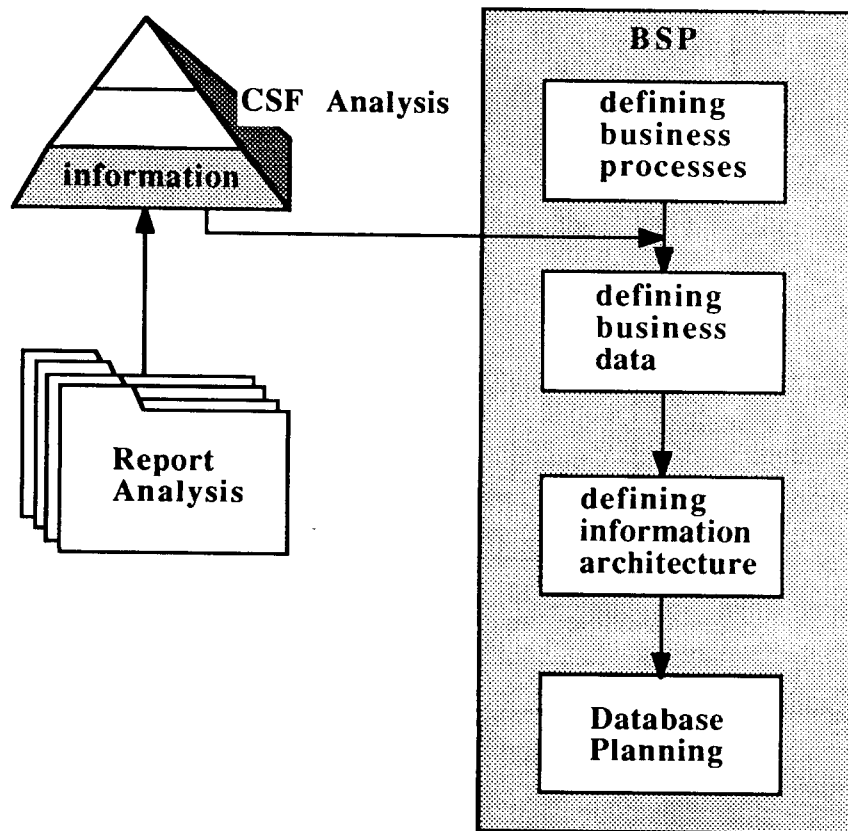 CSF Analysis
information
Report
Analysis
BSP
defining
business
processes
defining
business
data
defining
information
architecture
Database
Planning